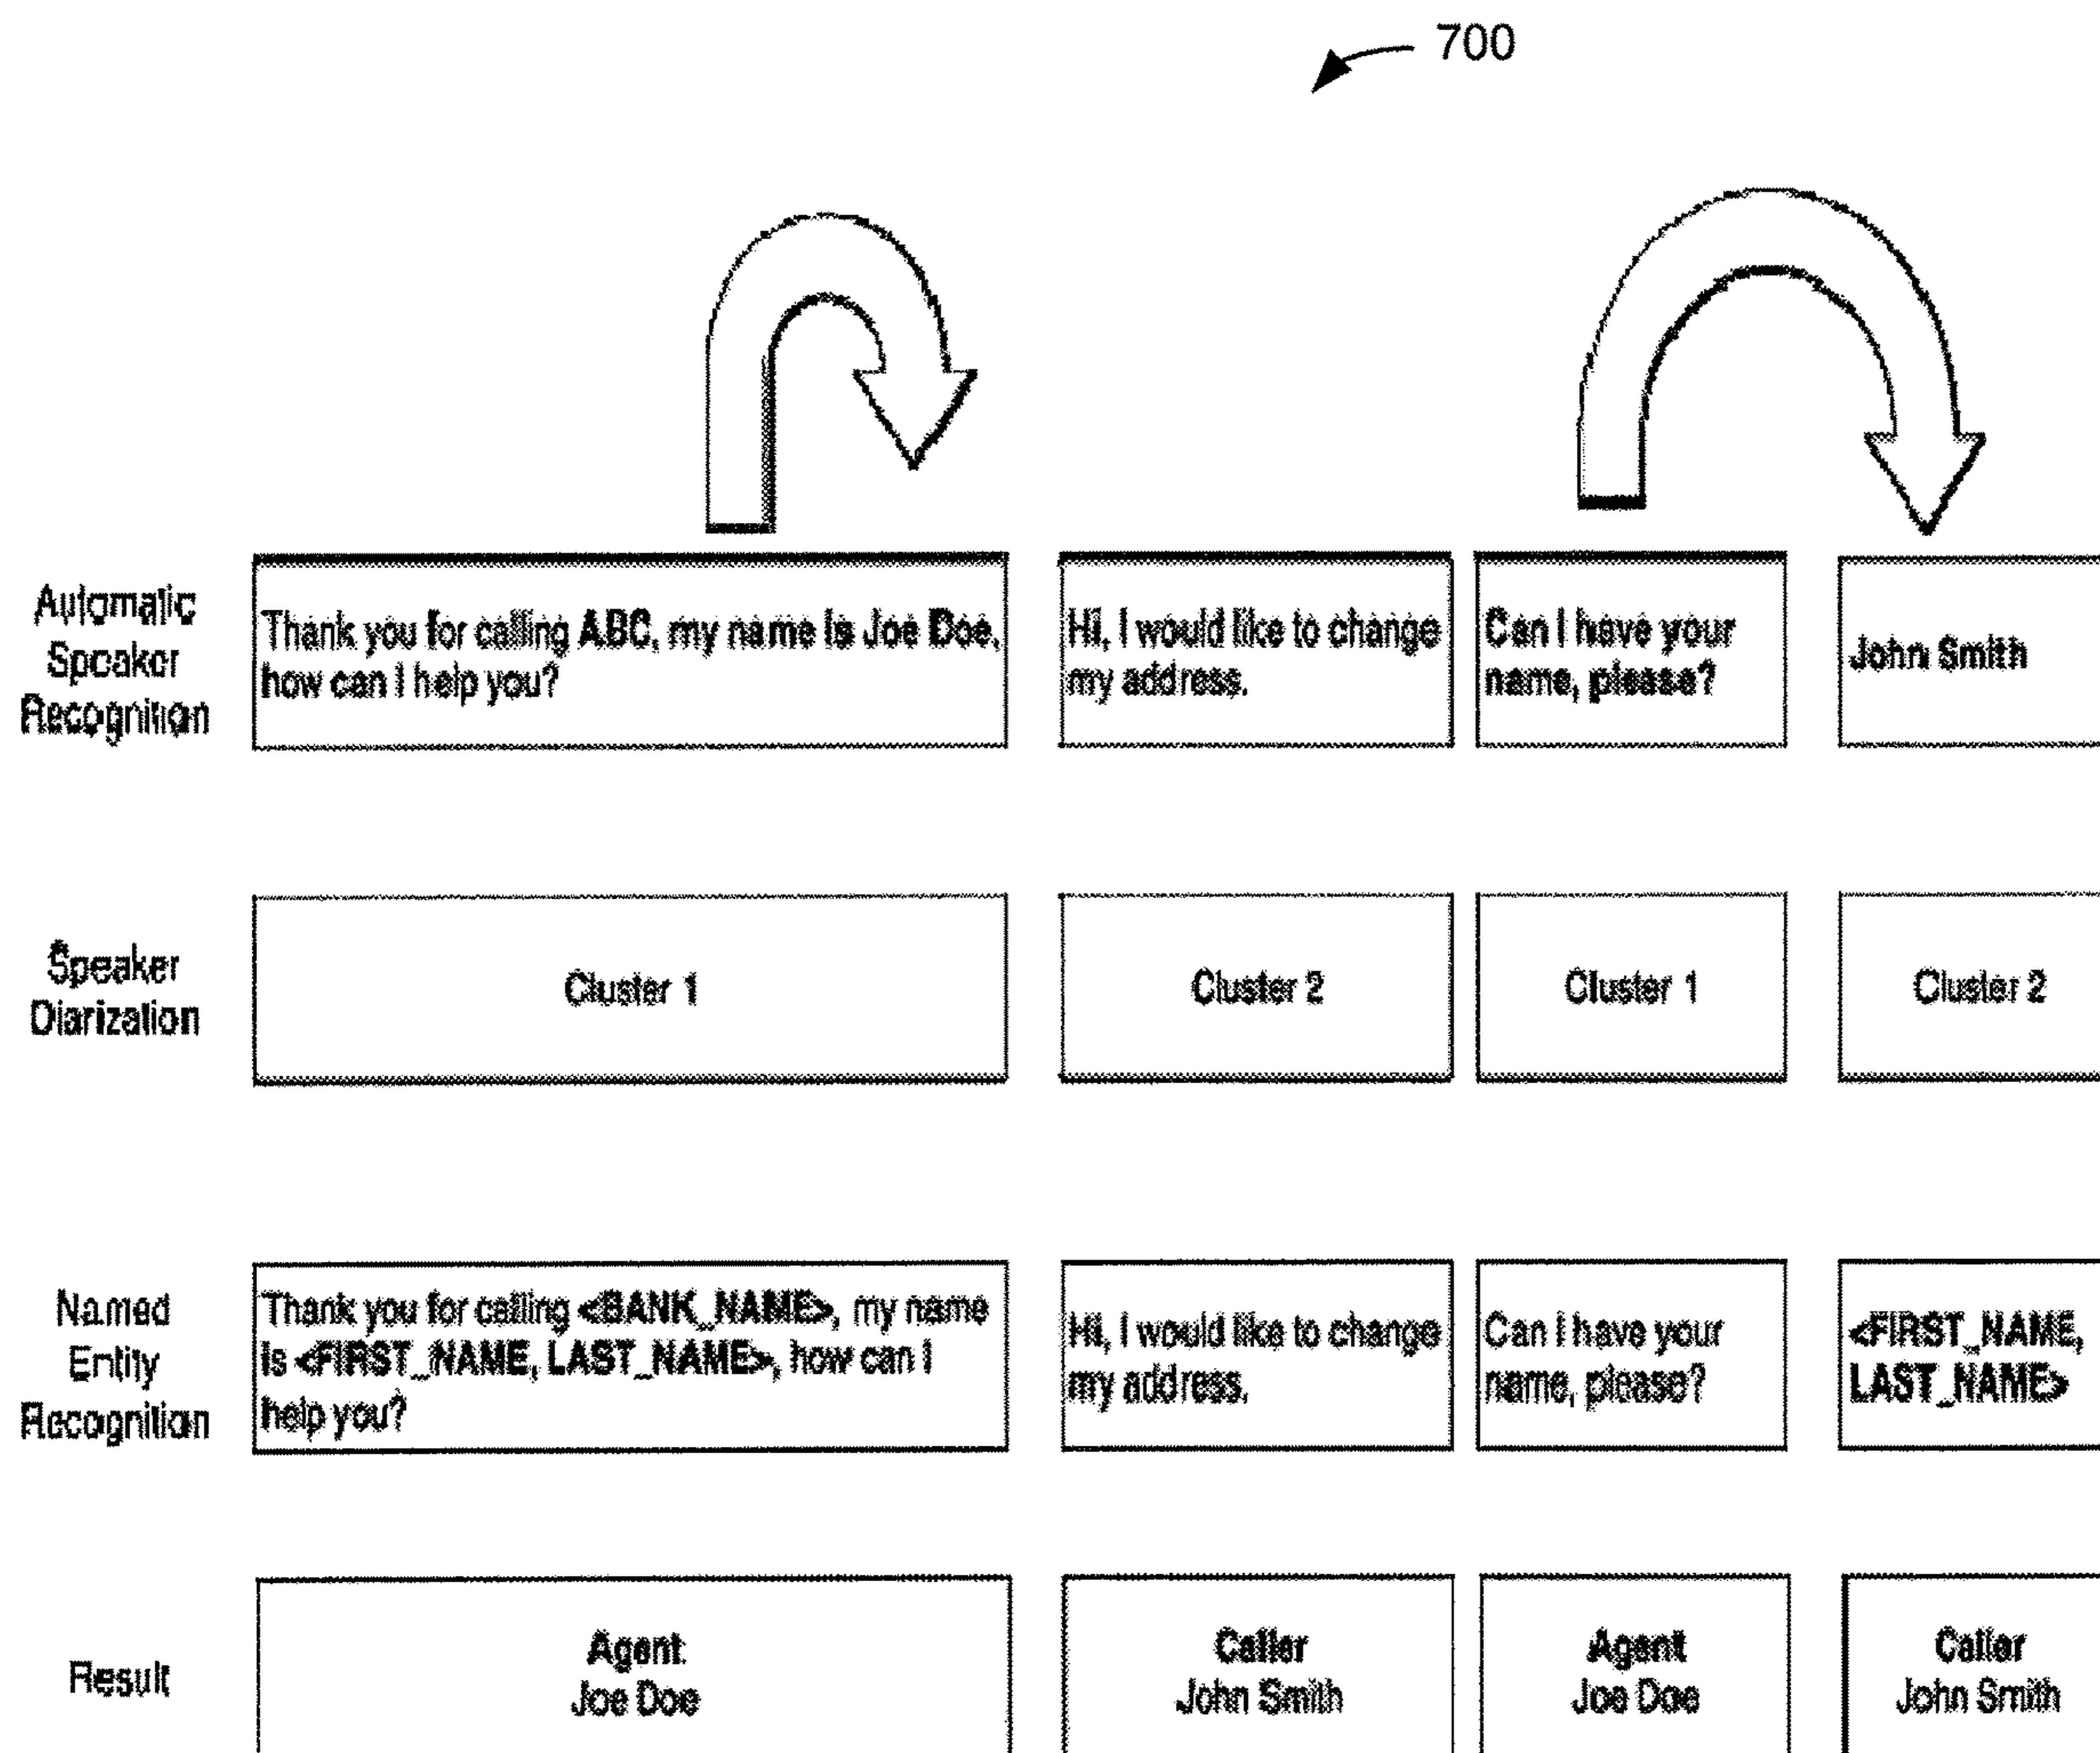 700
Automatic
Speaker
Recognition
Thank you for calling ABC, my name is Joe Doe,
how can I help you?
Hi, I would like to change
my address.
Can I have your
name, please?
John Smith
Speaker
Diarization
Cluster 1
Cluster 2
Cluster 1
Cluster 2
Named
Entity
Recognition
Thank you for calling <BANK_NAME>, my name
is <FIRST_NAME, LAST_NAME>, how can I
help you?
Hi, I would like to change
my address.
Can I have your
name, please?
<FIRST_NAME,
LAST_NAME>
Result
Agent
Joe Doe
Caller
John Smith
Agent
Joe Doe
Caller
John Smith